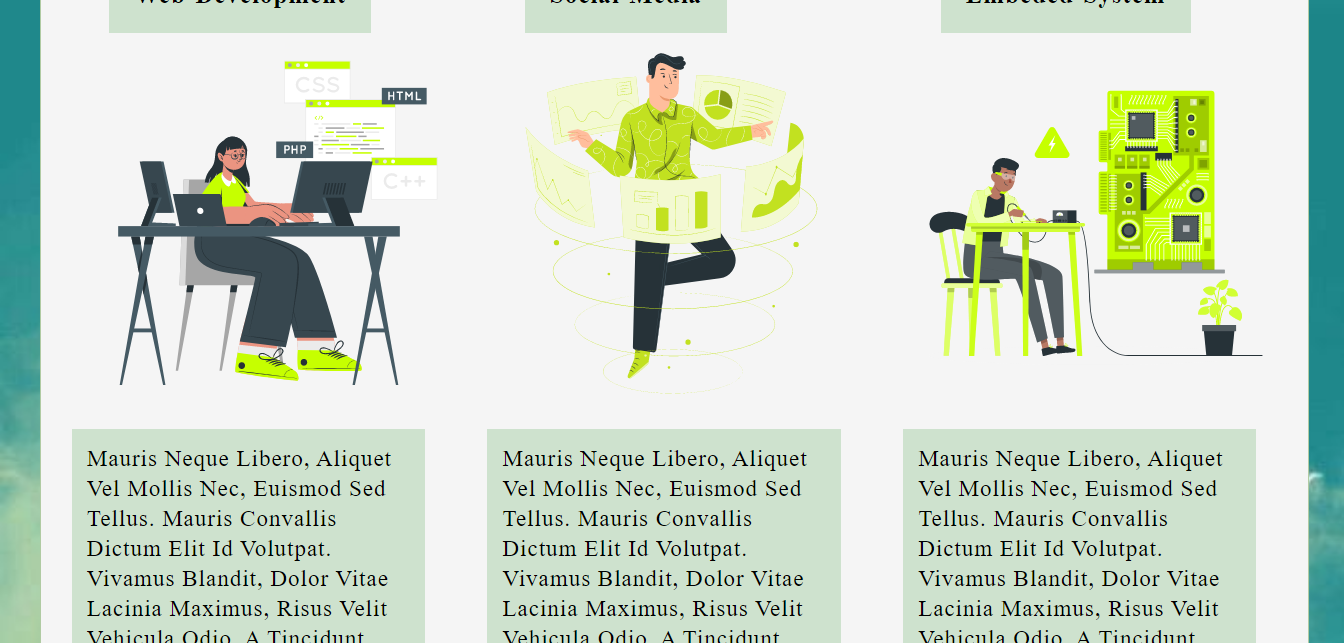 Web Development
Social Media
Embeded System
CSS
HTML
PHP
C++
Mauris Neque Libero, Aliquet
Vel Mollis Nec, Euismod Sed
Tellus. Mauris Convallis
Dictum Elit Id Volutpat.
Vivamus Blandit, Dolor Vitae
Lacinia Maximus, Risus Velit
Vehicula Odio, A Tincidunt
Mauris Neque Libero, Aliquet
Vel Mollis Nec, Euismod Sed
Tellus. Mauris Convallis
Dictum Elit Id Volutpat.
Vivamus Blandit, Dolor Vitae
Lacinia Maximus, Risus Velit
Vehicula Odio, A Tincidunt
Mauris Neque Libero, Aliquet
Vel Mollis Nec, Euismod Sed
Tellus. Mauris Convallis
Dictum Elit Id Volutpat.
Vivamus Blandit, Dolor Vitae
Lacinia Maximus, Risus Velit
Vehicula Odio, A Tincidunt